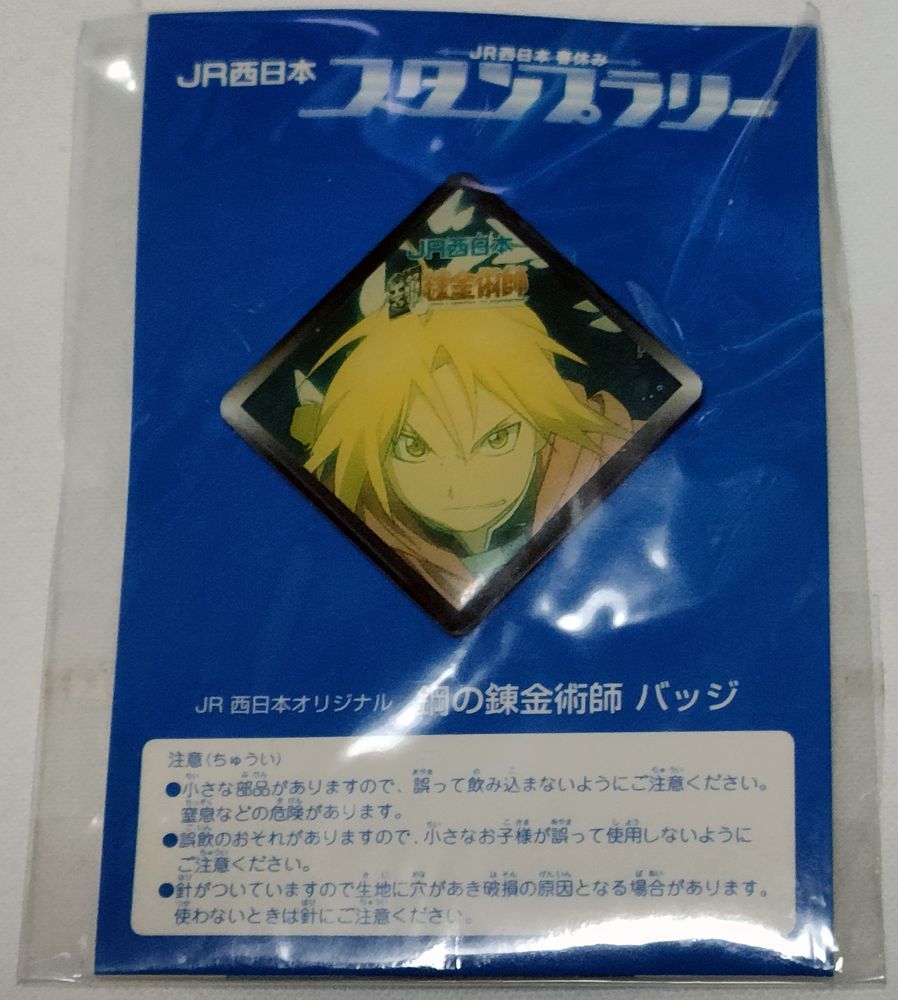 JR西日本
JR西日本 春休み
スタンプラリー
JR西日本
鋼の錬金術師
JR 西日本オリジナル 鋼の錬金術師 バッジ
注意(ちゅうい)
●小さな部品がありますので、誤って飲み込まないようにご注意ください。
窒息などの危険があります。
●誤飲のおそれがありますので、小さなお子様が誤って使用しないように
ご注意ください。
●針がついていますので生地に穴があき破損の原因となる場合があります。
使わないときは針にご注意ください。